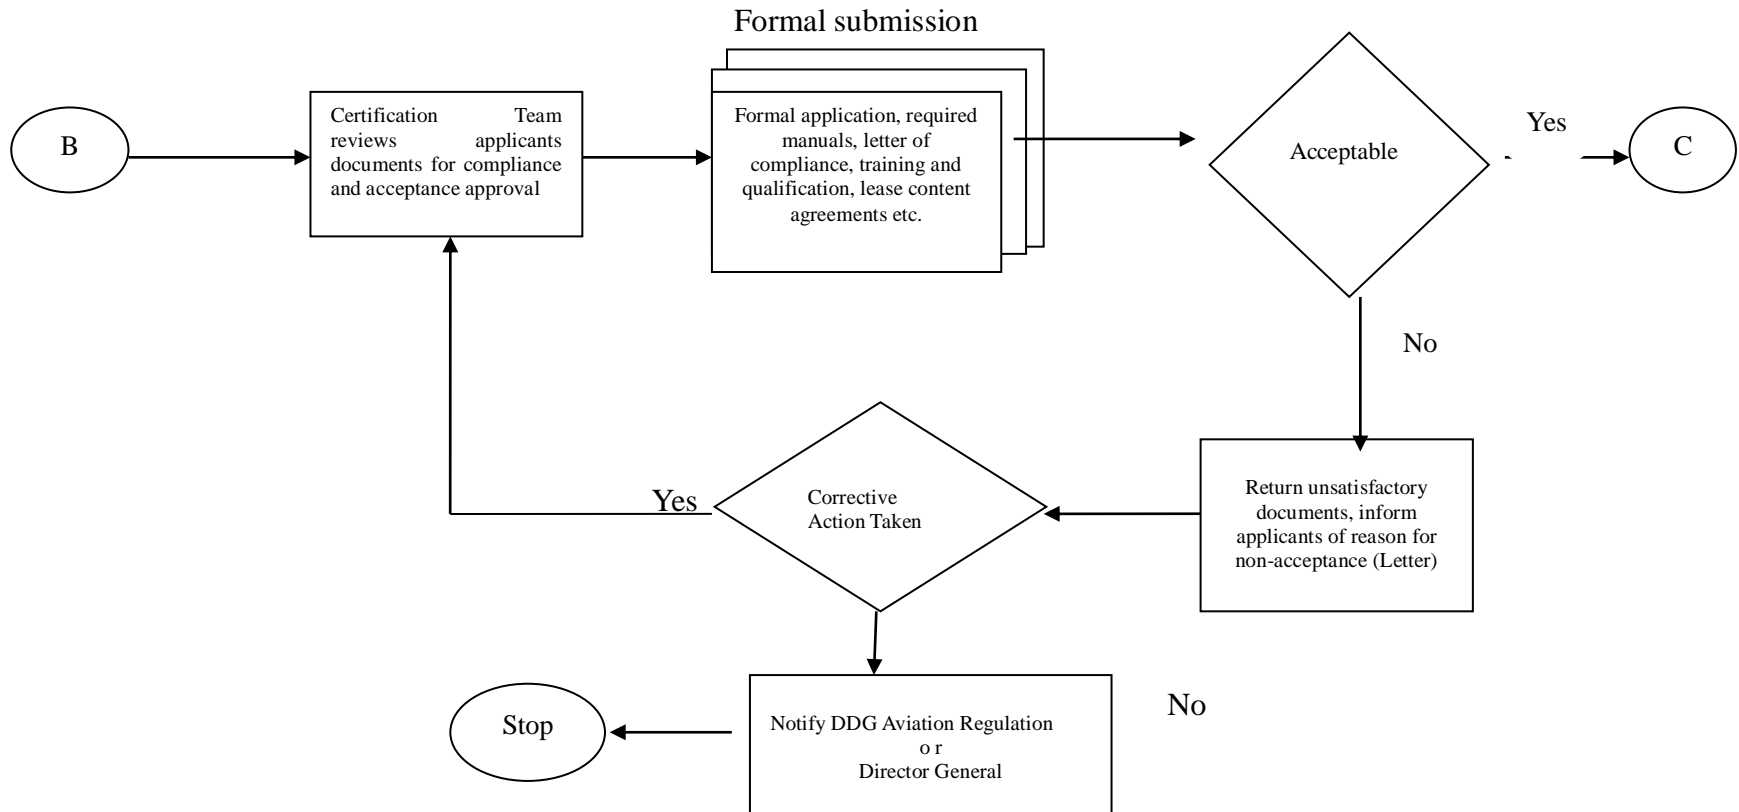 Formal submission
B
Certification Team
reviews applicants
documents for compliance
and acceptance approval
Formal application, required
manuals, letter of
compliance, training and
qualification, lease content
agreements etc.
Acceptable
Yes
C
No
Return unsatisfactory
documents, inform
applicants of reason for
non-acceptance (Letter)
Corrective
Action Taken
Yes
No
Notify DDG Aviation Regulation
o r
Director General
Stop